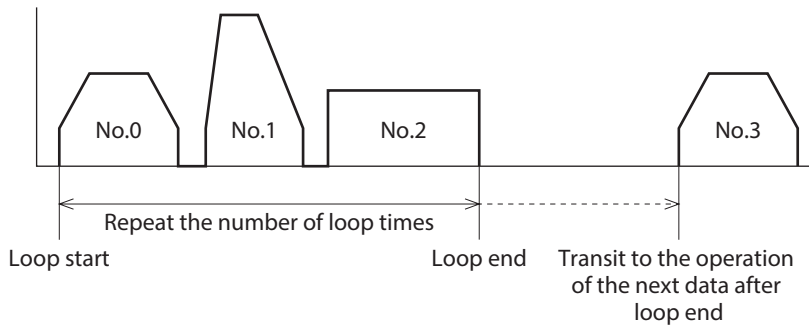 No.0
No.1
No.2
No.3
Repeat the number of loop times
Loop start
Loop end
Transit to the operation
of the next data after
loop end